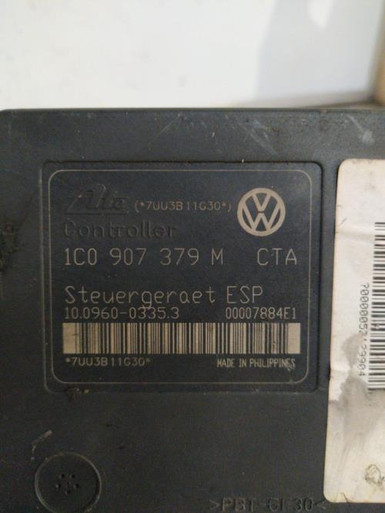 Ate (*7UU3B11G30*)
Controller
1C0 907 379 M CTA
Steuergeraet ESP
10.0960-0335.3 00007884E1
*7UU3B11G30*
MADE IN PHILIPPINES
>PBT-GF30<